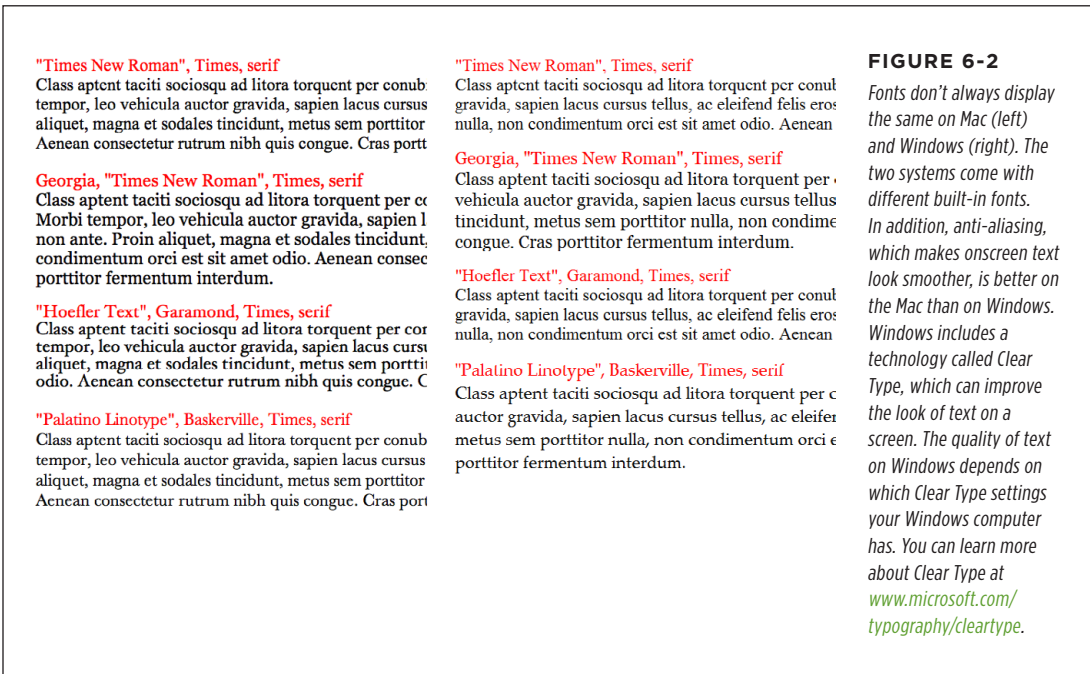 "Times New Roman", Times, serif
Class aptent taciti sociosqu ad litora torquent per conub
tempor, leo vehicula auctor gravida, sapien lacus cursus
aliquet, magna et sodales tincidunt, metus sem porttitor
Aenean consectetur rutrum nibh quis congue. Cras portt
Georgia, "Times New Roman", Times, serif
Class aptent taciti sociosqu ad litora torquent per co
Morbi tempor, leo vehicula auctor gravida, sapien l
non ante. Proin aliquet, magna et sodales tincidunt,
condimentum orci est sit amet odio. Aenean consec
porttitor fermentum interdum.
"Hoefler Text", Garamond, Times, serif
Class aptent taciti sociosqu ad litora torquent per con
tempor, leo vehicula auctor gravida, sapien lacus cursu
aliquet, magna et sodales tincidunt, metus sem porttit
odio. Aenean consectetur rutrum nibh quis congue. C
"Palatino Linotype", Baskerville, Times, serif
Class aptent taciti sociosqu ad litora torquent per conub
tempor, leo vehicula auctor gravida, sapien lacus cursus
aliquet, magna et sodales tincidunt, metus sem porttitor
Aenean consectetur rutrum nibh quis congue. Cras port
"Times New Roman", Times, serif
Class aptent taciti sociosqu ad litora torquent per conub
gravida, sapien lacus cursus tellus, ac eleifend felis eros
nulla, non condimentum orci est sit amet odio. Aenean
Georgia, "Times New Roman", Times, serif
Class aptent taciti sociosqu ad litora torquent per
vehicula auctor gravida, sapien lacus cursus tellus
tincidunt, metus sem porttitor nulla, non condime
congue. Cras porttitor fermentum interdum.
"Hoefler Text", Garamond, Times, serif
Class aptent taciti sociosqu ad litora torquent per conub
gravida, sapien lacus cursus tellus, ac eleifend felis eros
nulla, non condimentum orci est sit amet odio. Aenean
"Palatino Linotype", Baskerville, Times, serif
Class aptent taciti sociosqu ad litora torquent per c
auctor gravida, sapien lacus cursus tellus, ac eleifer
metus sem porttitor nulla, non condimentum orci e
porttitor fermentum interdum.
FIGURE 6-2
Fonts don't always display
the same on Mac (left)
and Windows (right). The
two systems come with
different built-in fonts.
In addition, anti-aliasing,
which makes onscreen text
look smoother, is better on
the Mac than on Windows.
Windows includes a
technology called Clear
Type, which can improve
the look of text on a
screen. The quality of text
on Windows depends on
which Clear Type settings
your Windows computer
has. You can learn more
about Clear Type at
www.microsoft.com/
typography/cleartype.